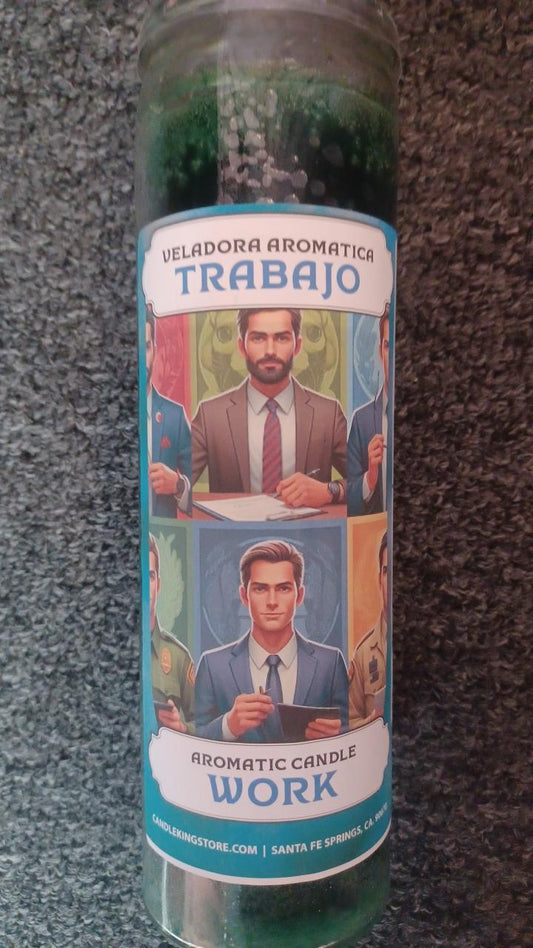 VELADORA AROMATICA
TRABAJO
AROMATIC CANDLE
WORK
CANDLEKINGSTORE.COM | SANTA FE SPRINGS, CA.